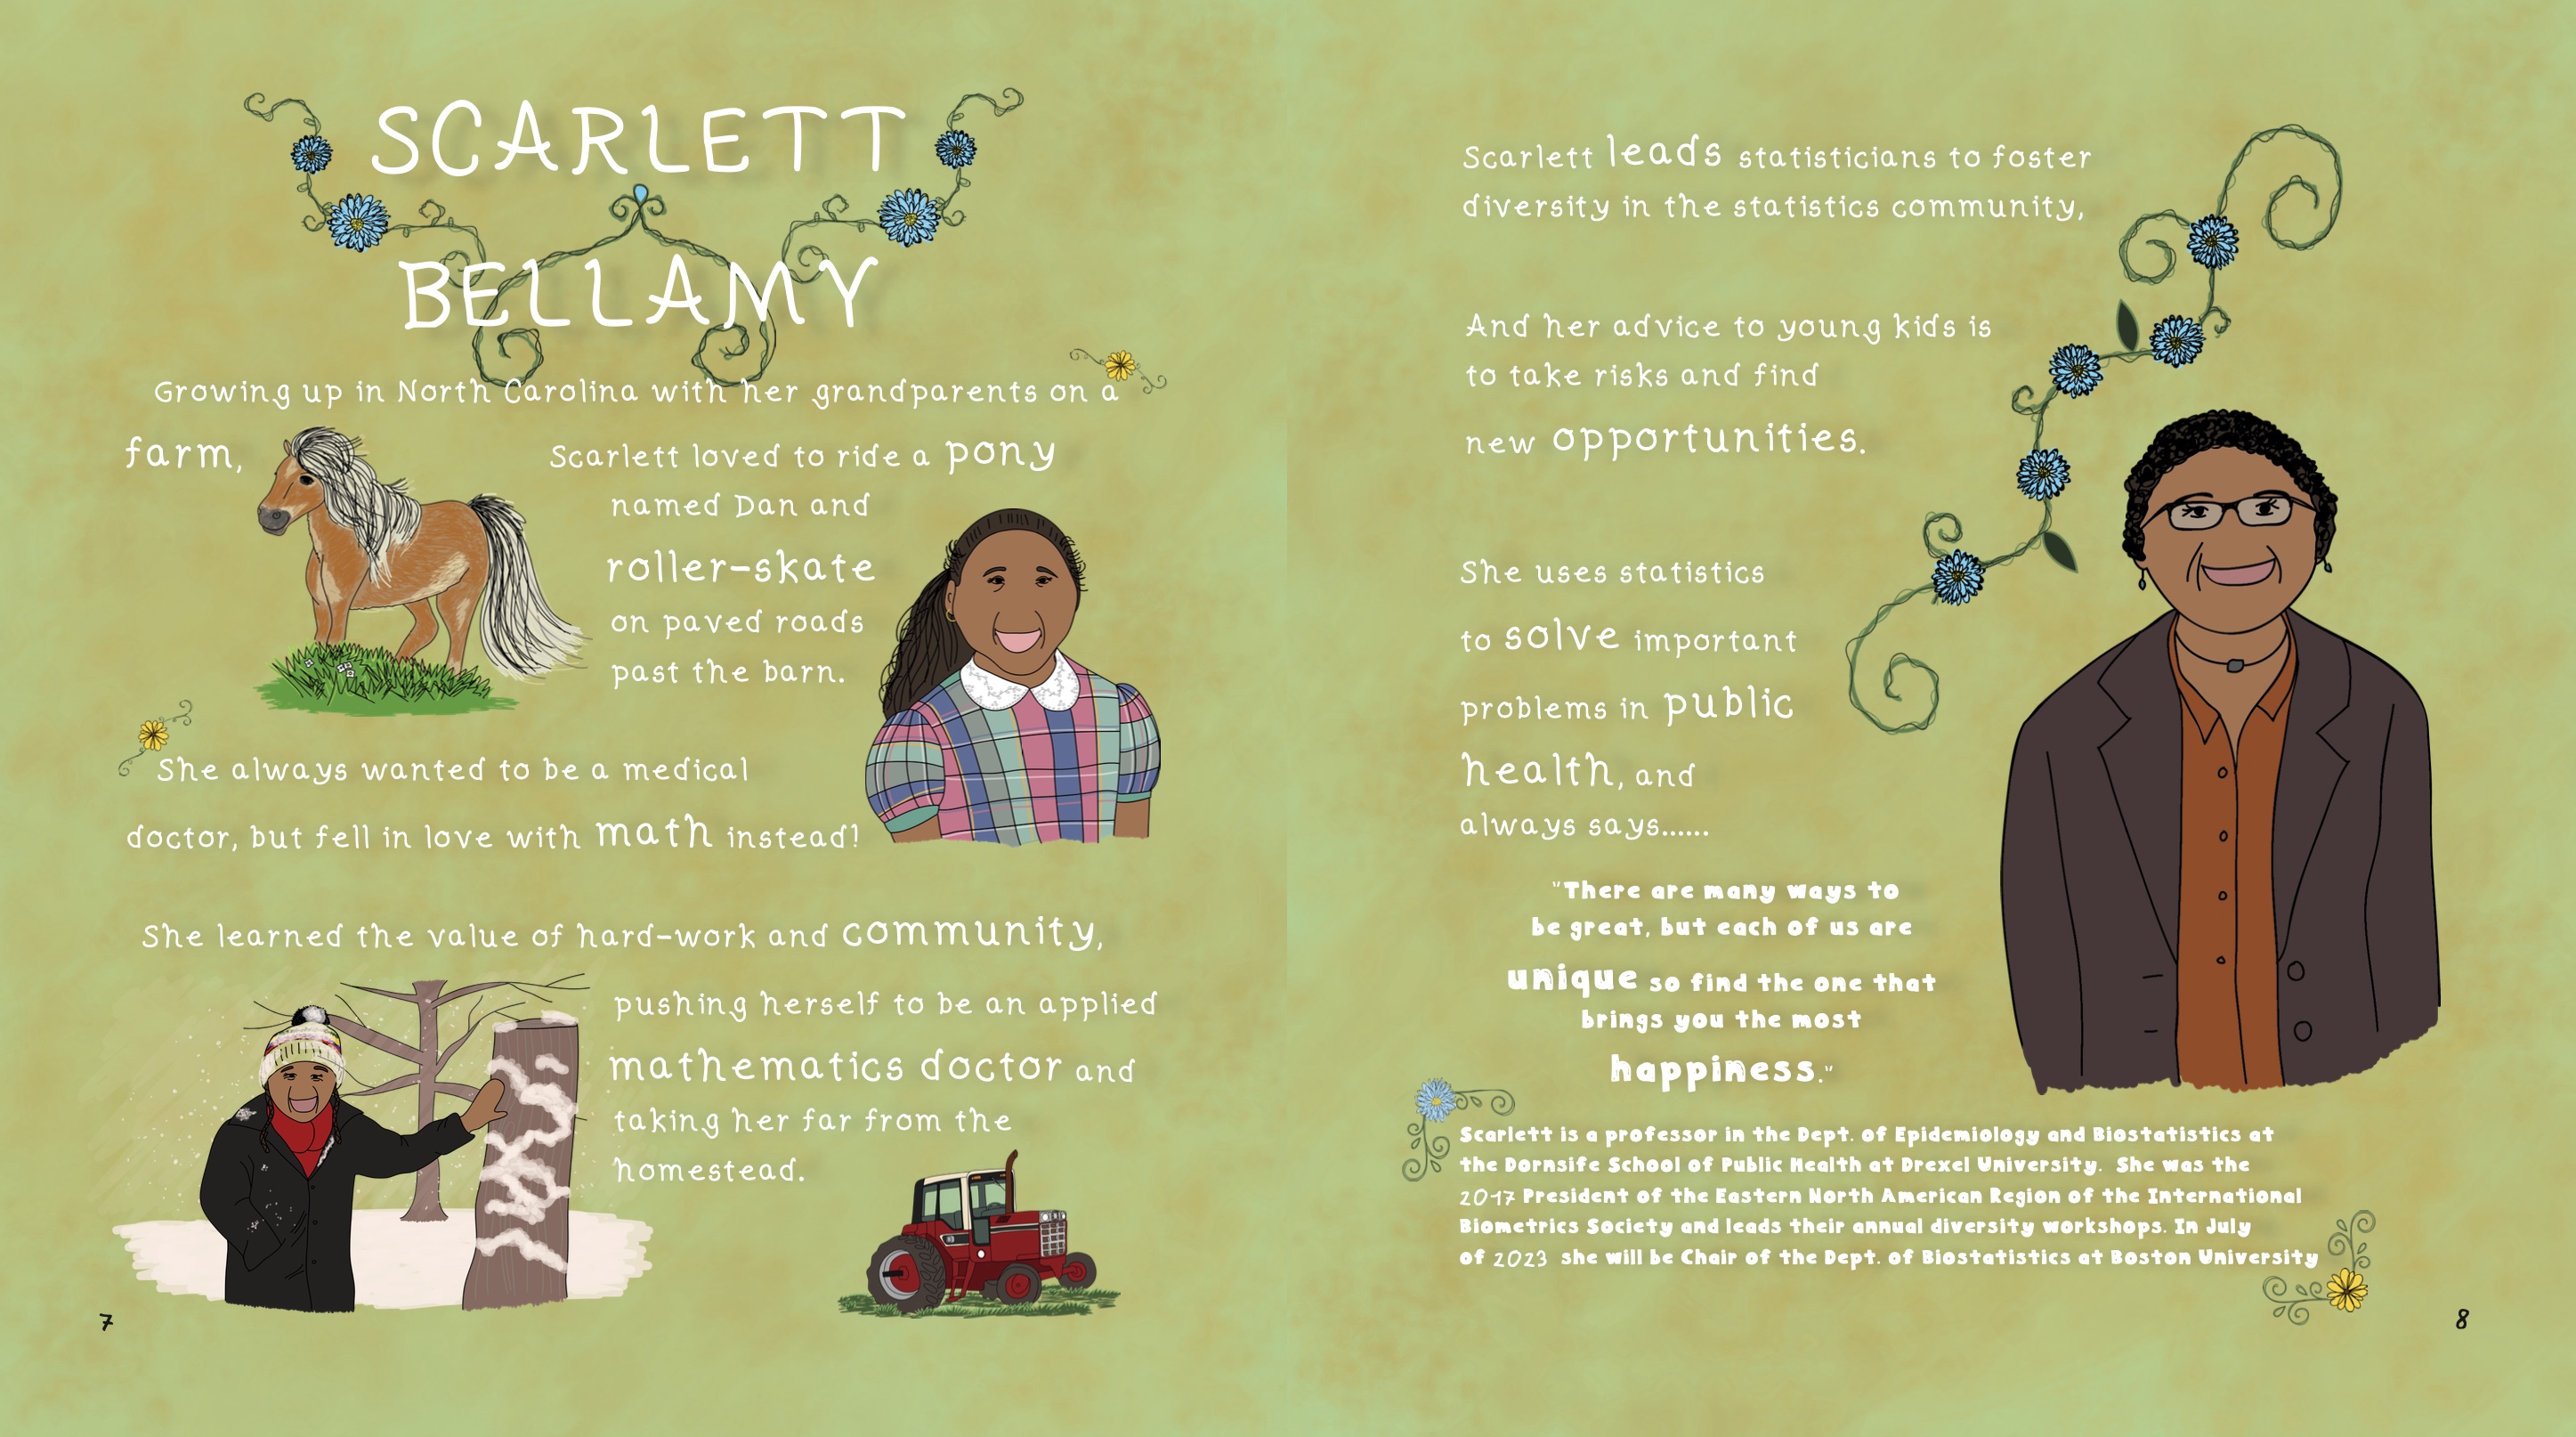 SCARLETT
BELLAMY
Growing up in North Carolina with her grandparents on a
farm,
Scarlett loved to ride a pony
named Dan and
roller-skate
on paved roads
past the barn.
She always wanted to be a medical
doctor, but fell in love with math instead!
She learned the value of hard-work and community,
pushing herself to be an applied
mathematics doctor and
taking her far from the
homestead.
7
Scarlett leads statisticians to foster
diversity in the statistics community,
And her advice to young kids is
to take risks and find
new opportunities.
She uses statistics
to solve important
problems in public
health, and
always says......
"There are many ways to
be great, but each of us are
unique so find the one that
brings you the most
happiness."
Scarlett is a professor in the Dept. of Epidemiology and Biostatistics at
the Dornsife School of Public Health at Drexel University. She was the
2017 President of the Eastern North American Region of the International
Biometrics Society and leads their annual diversity workshops. In July
of 2023 she will be Chair of the Dept. of Biostatistics at Boston University
8